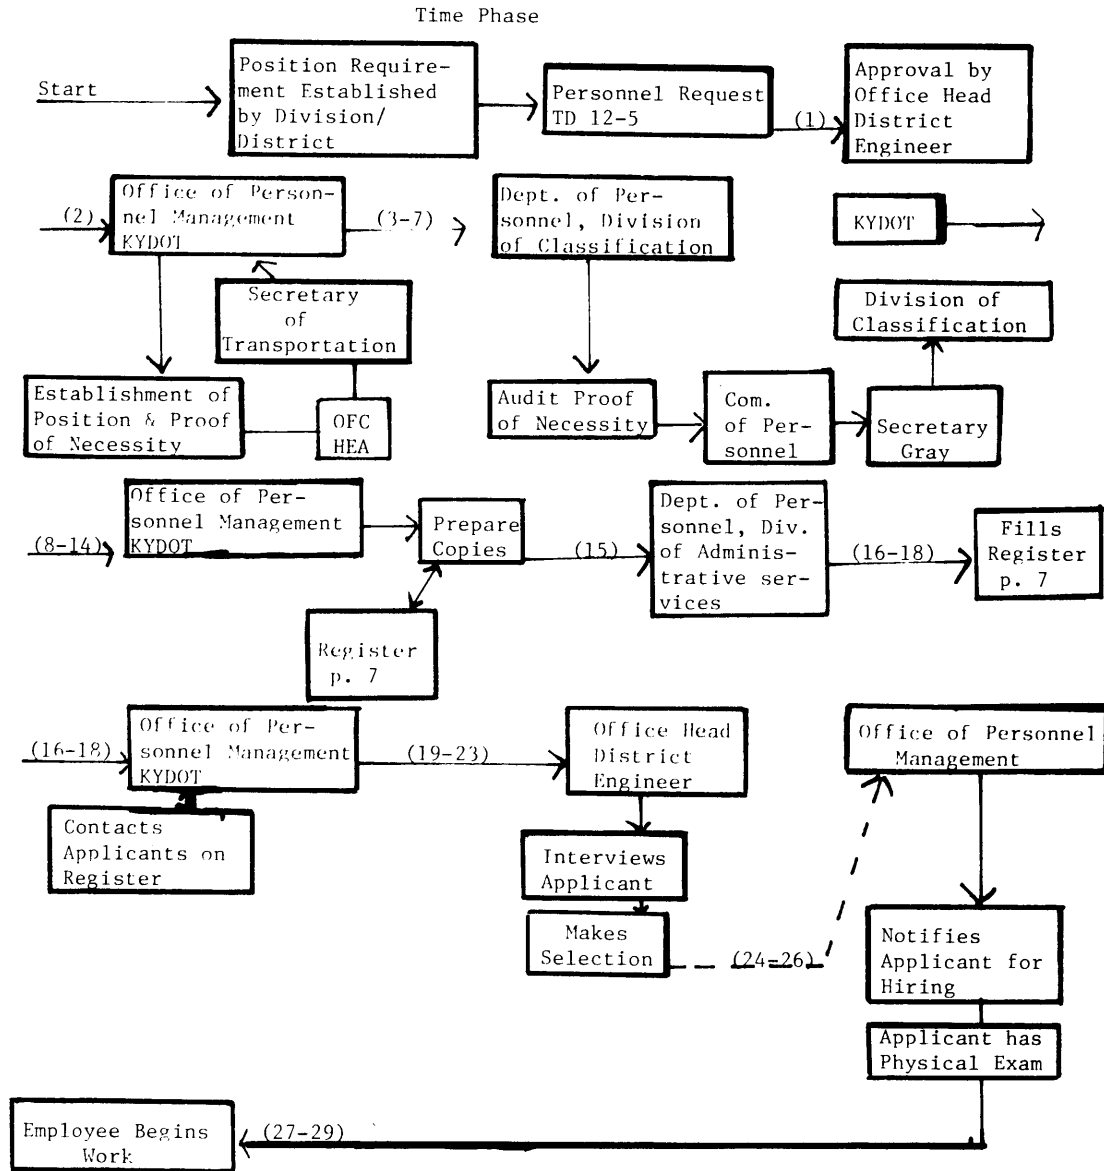 Time Phase
Start
Position Require-
ment Established
by Division/
District
Personnel Request
TD 12-5
(1)
Approval by
Office Head
District
Engineer
(2)
Office of Person-
nel Management
KYDOT
(3-7)
Dept. of Per-
sonnel, Division
of Classification
KYDOT
Secretary
of
Transportation
Division of
Classification
Establishment of
Position & Proof
of Necessity
OFC
HEA
Audit Proof
of Necessity
Com.
of Per-
sonnel
Secretary
Gray
(8-14)
Office of Per-
sonnel Management
KYDOT
Prepare
Copies
(15)
Dept. of Per-
sonnel, Div.
of Adminis-
trative ser-
vices
(16-18)
Fills
Register
p. 7
Register
p. 7
(16-18)
Office of Per-
sonnel Management
KYDOT
(19-23)
Office Head
District
Engineer
Office of Personnel
Management
Contacts
Applicants on
Register
Interviews
Applicant
Makes
Selection
(24-26)
Notifies
Applicant for
Hiring
Applicant has
Physical Exam
Employee Begins
Work
(27-29)